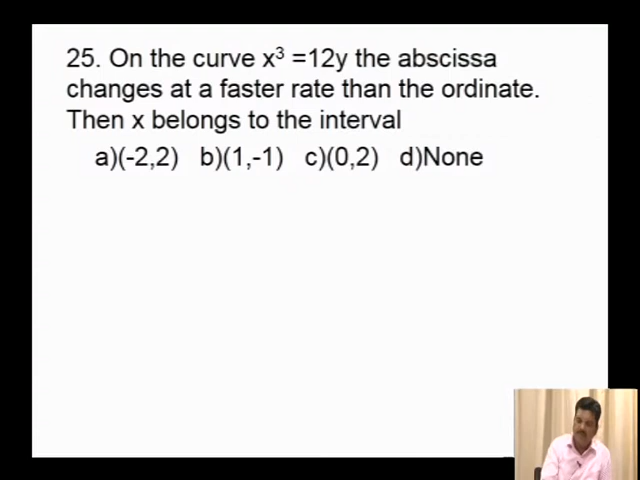 25. On the curve x³ =12y the abscissa
changes at a faster rate than the ordinate.
Then x belongs to the interval
a)(-2,2) b)(1,-1) c)(0,2) d)None